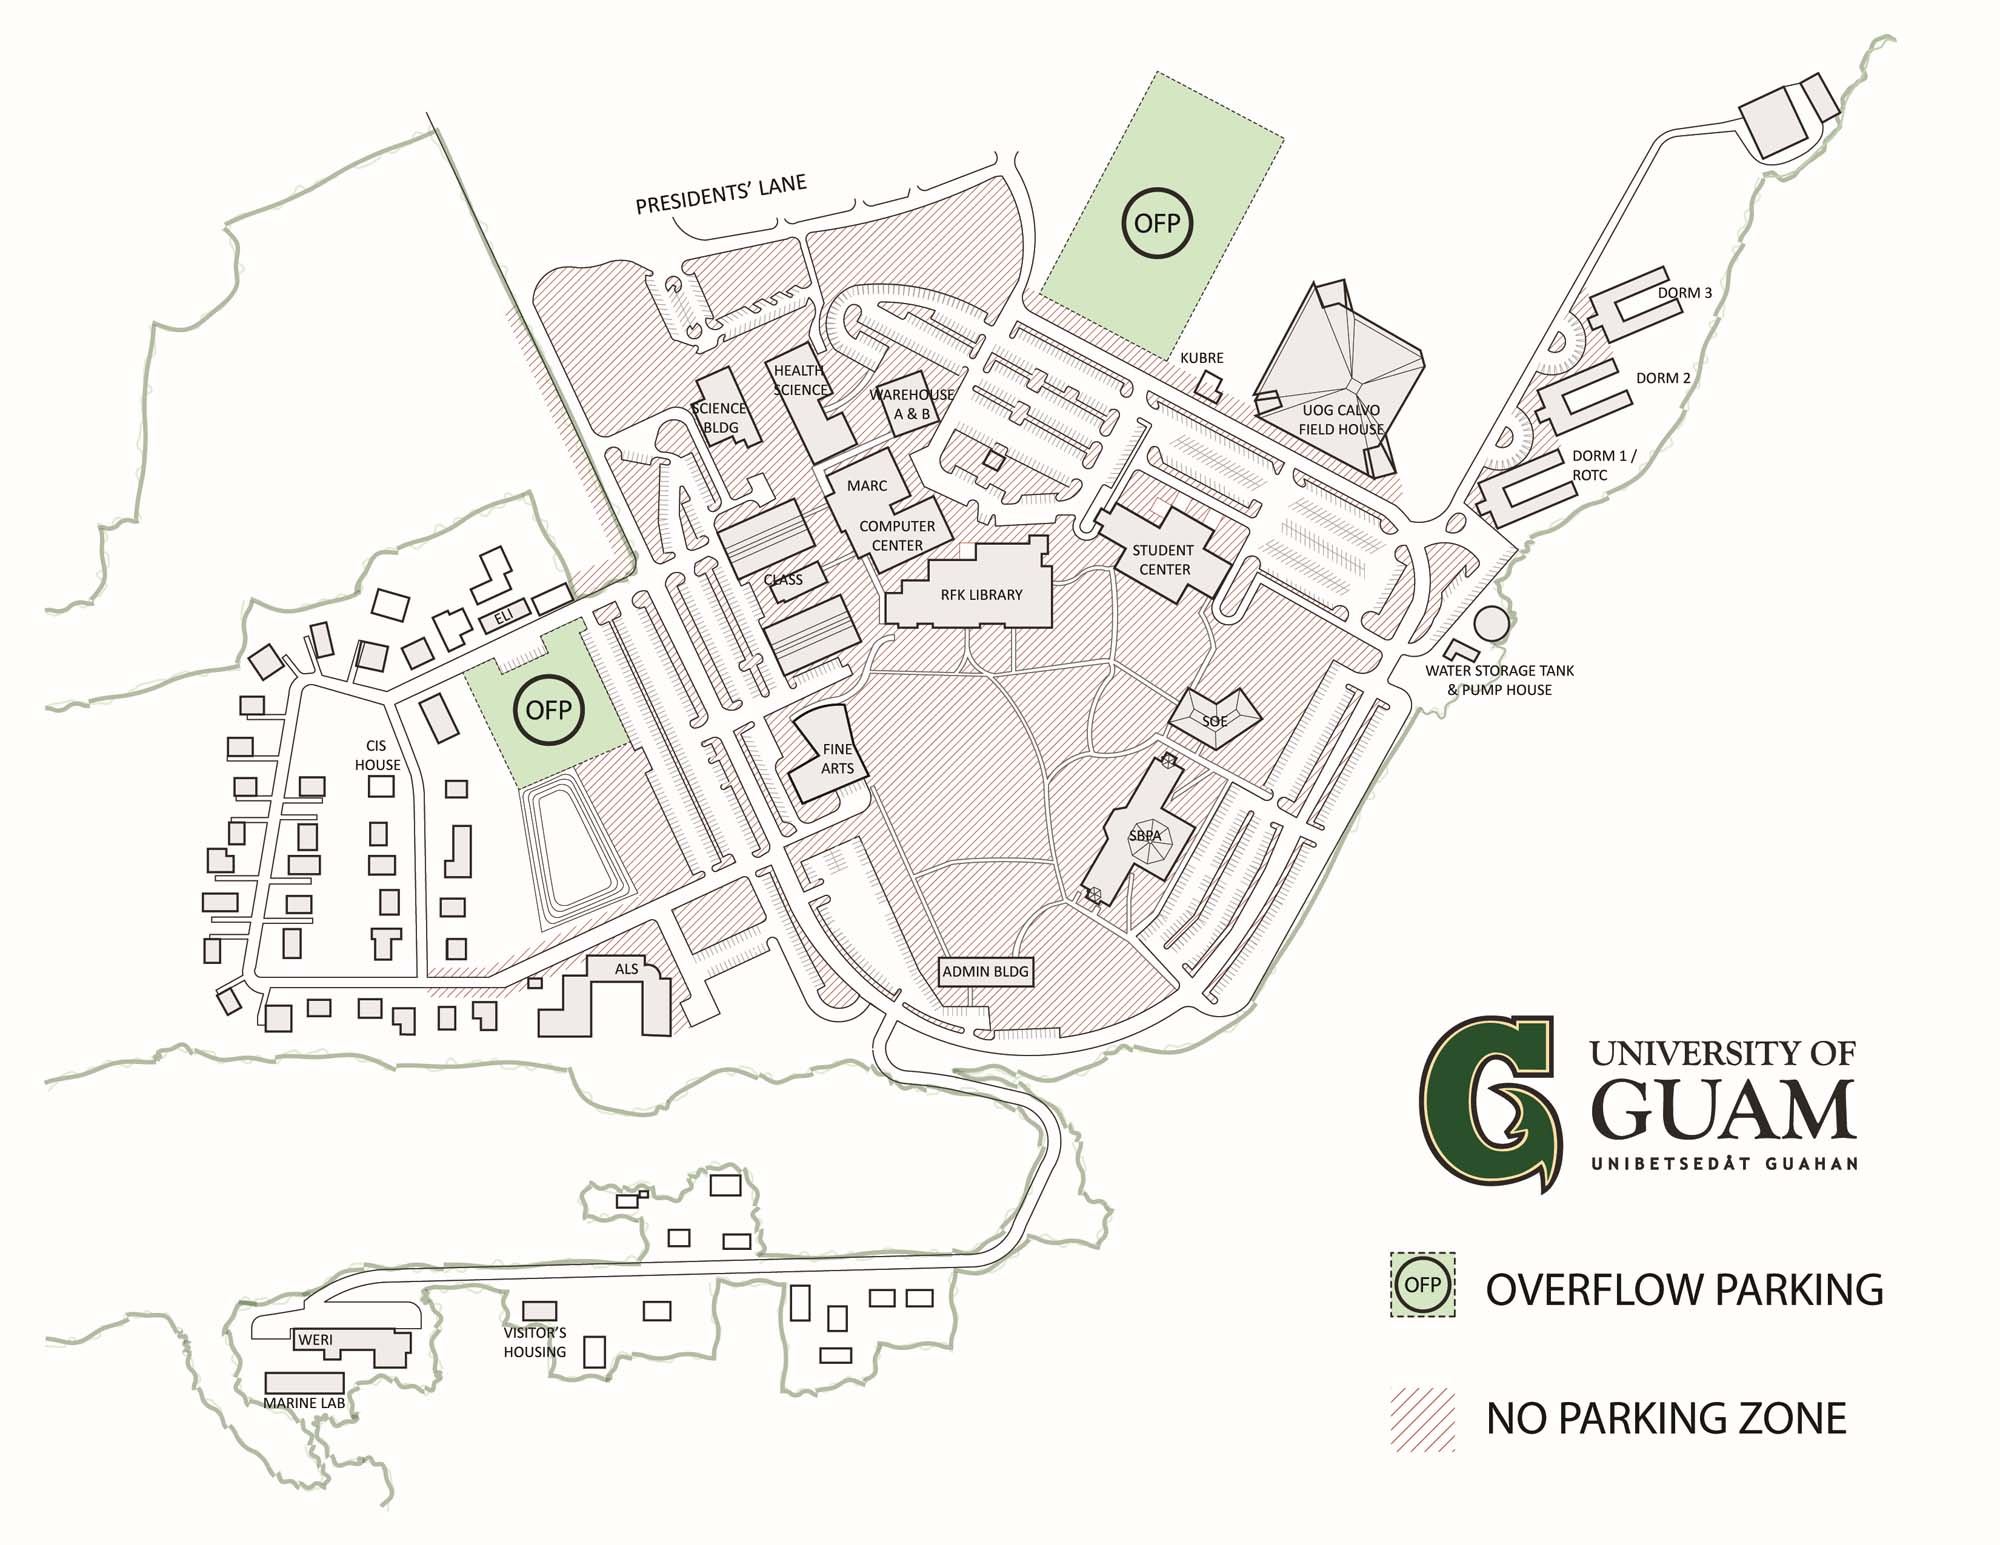 PRESIDENTS' LANE
OFP
DORM 3
KUBRE
HEALTH
SCIENCE
DORM 2
WAREHOUSE
A & B
SCIENCE
BLDG
UOG CALVO
FIELD HOUSE
DORM 1 /
ROTC
MARC
COMPUTER
CENTER
STUDENT
CENTER
CLASS
RFK LIBRARY
ELI
WATER STORAGE TANK
& PUMP HOUSE
OFP
SOE
CIS
HOUSE
FINE
ARTS
SBPA
ALS
ADMIN BLDG
UNIVERSITY OF
GUAM
UNIBETSEDÅT GUAHAN
OFP
OVERFLOW PARKING
VISITOR'S
HOUSING
WERI
MARINE LAB
NO PARKING ZONE